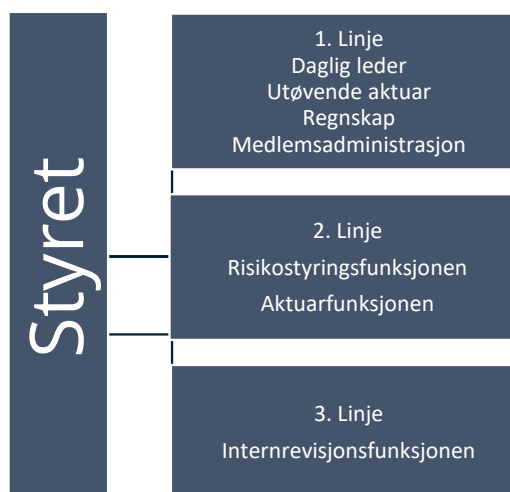 Styret
1. Linje
Daglig leder
Utøvende aktuar
Regnskap
Medlemsadministrasjon
2. Linje
Risikostyringsfunksjonen
Aktuarfunksjonen
3. Linje
Internrevisjonsfunksjonen